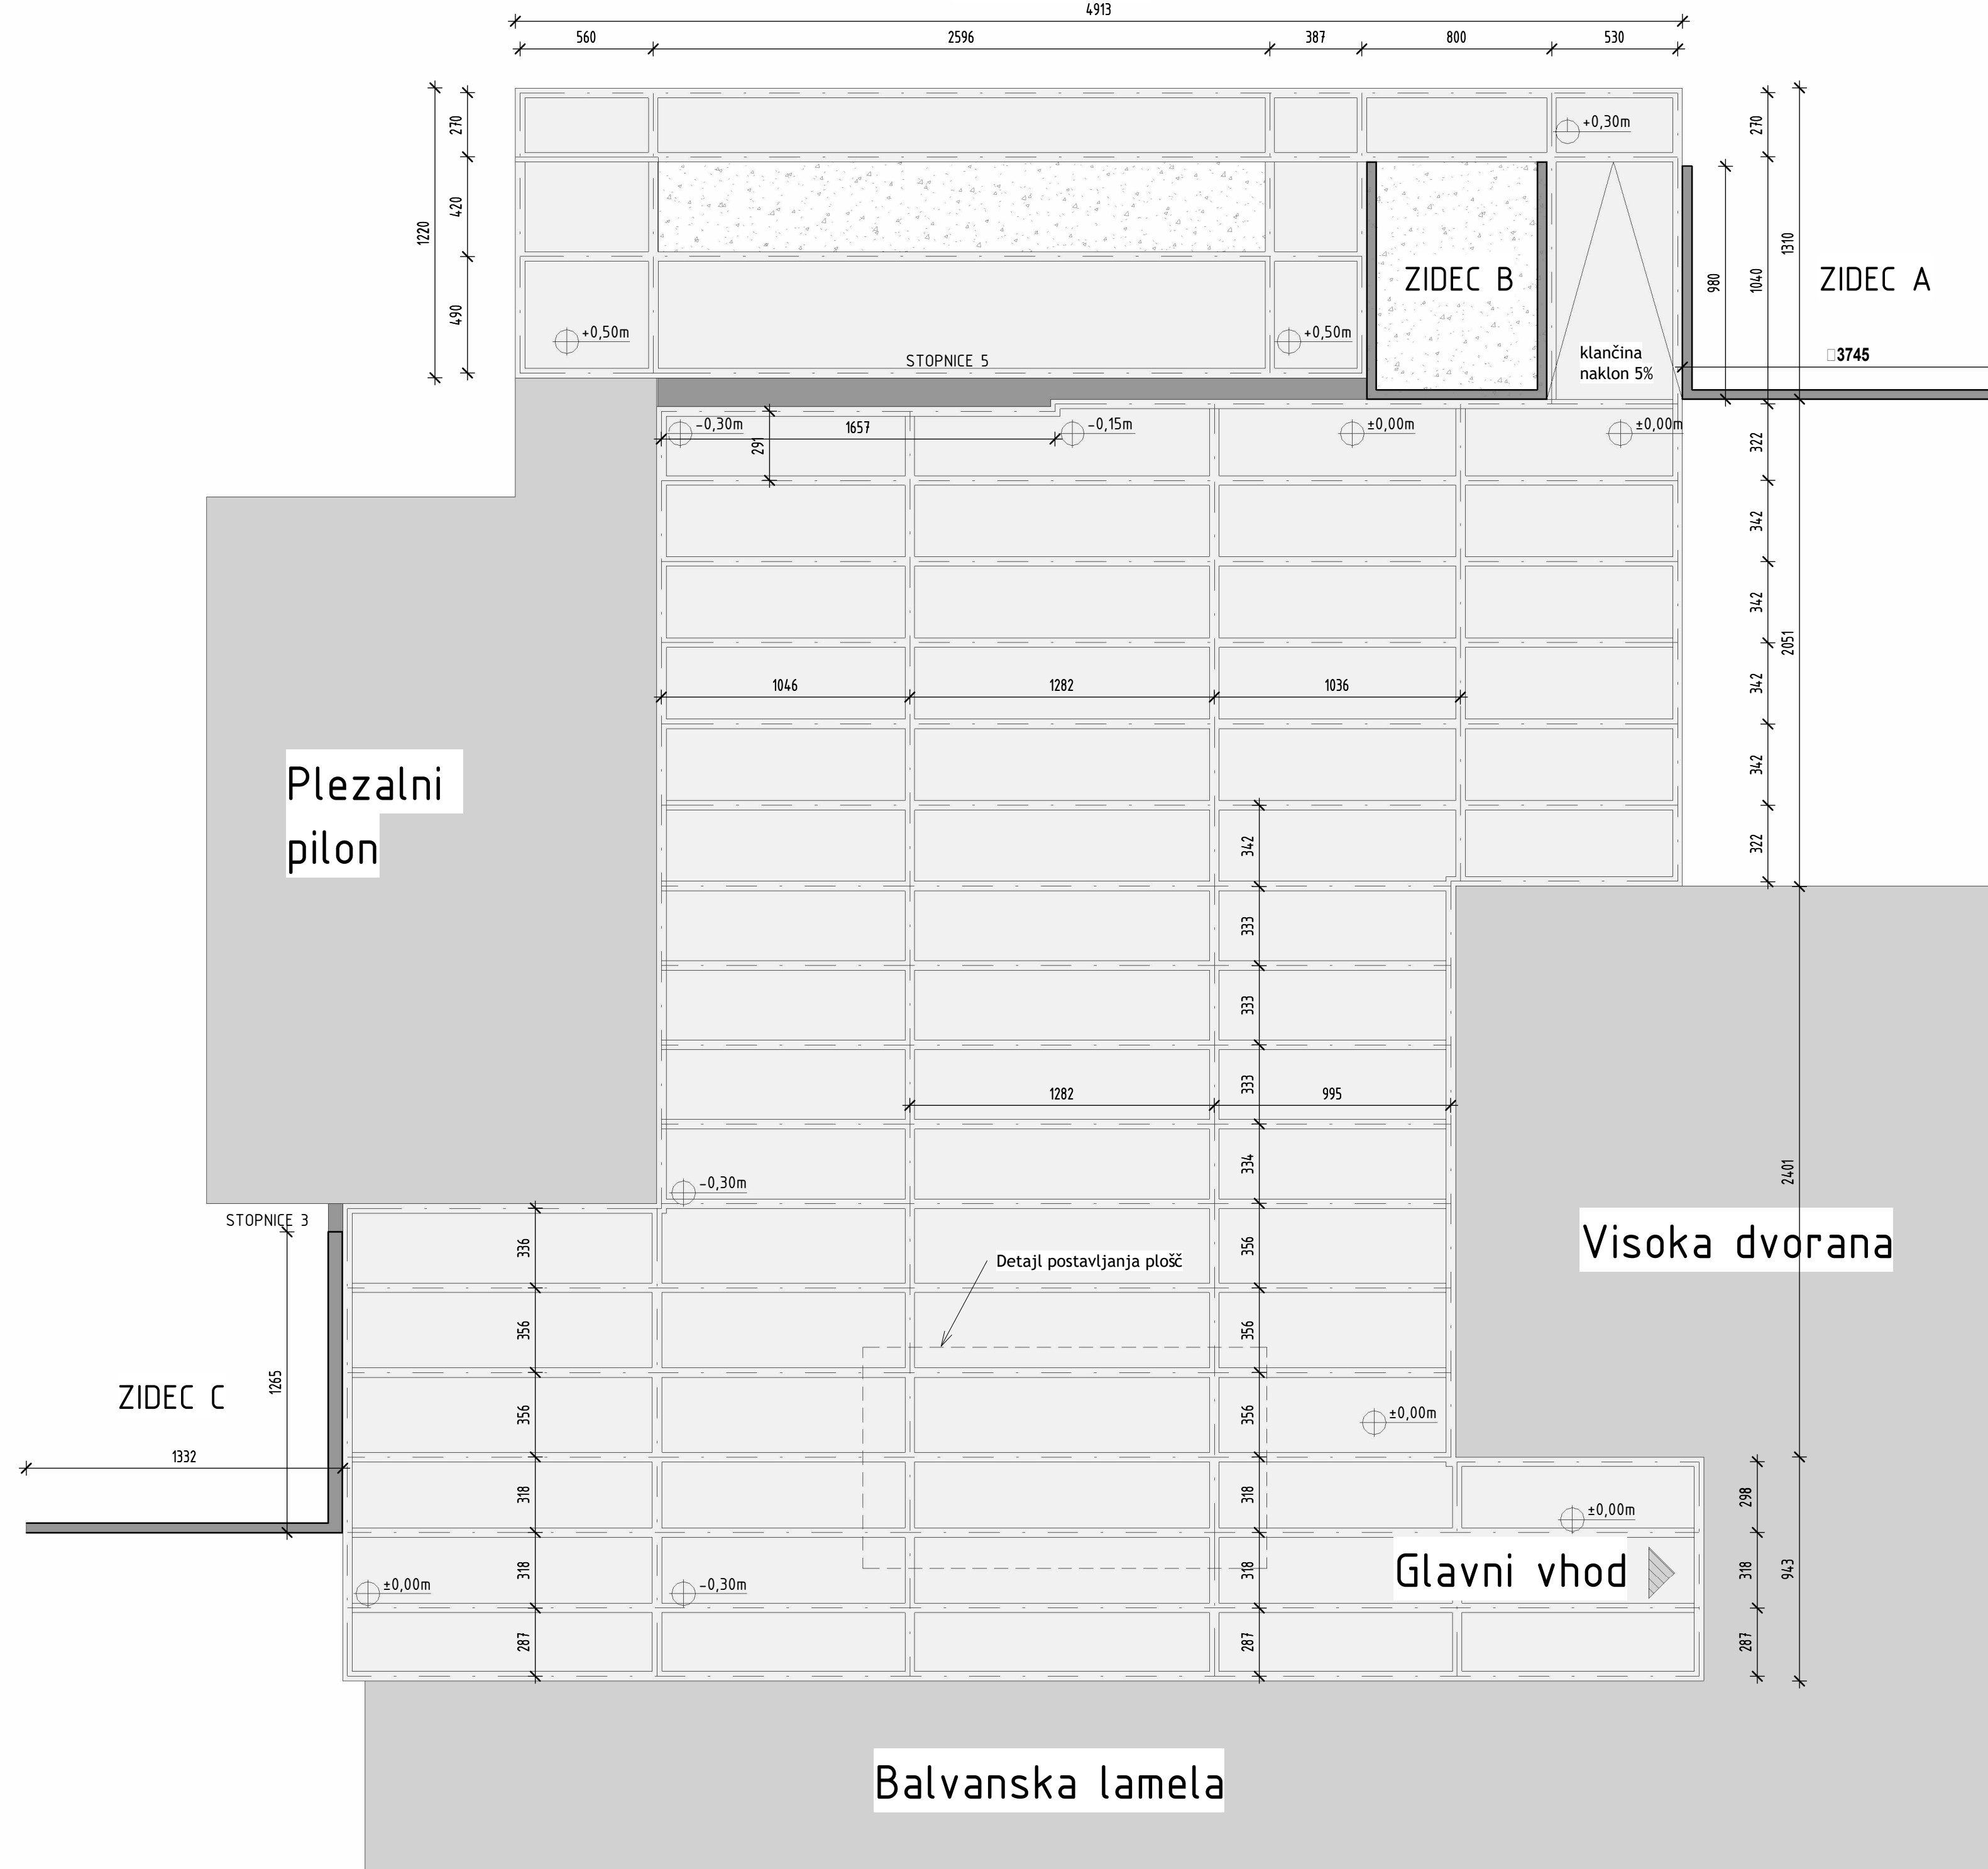 4913
560 2596 387 800 530
270 270
+0,30m
420
1220
1310
ZIDEC B
980 1040
ZIDEC A
490
+0,50m +0,50m
STOPNICE 5
klančina
naklon 5%
□3745
-0,30m 1657 -0,15m ±0,00m ±0,00m
291
322
342
342
2051
342
1046 1282 1036
342
Plezalni
pilon
342 322
333
333
333
1282 995
334
2401
-0,30m
STOPNICE 3
336 356
Visoka dvorana
Detajl postavljanja plošč
356 356
1265
ZIDEC C
356 356
±0,00m
1332
318 318 298
±0,00m
Glavni vhod
318 318 318 943
±0,00m -0,30m
287 287 287
Balvanska lamela